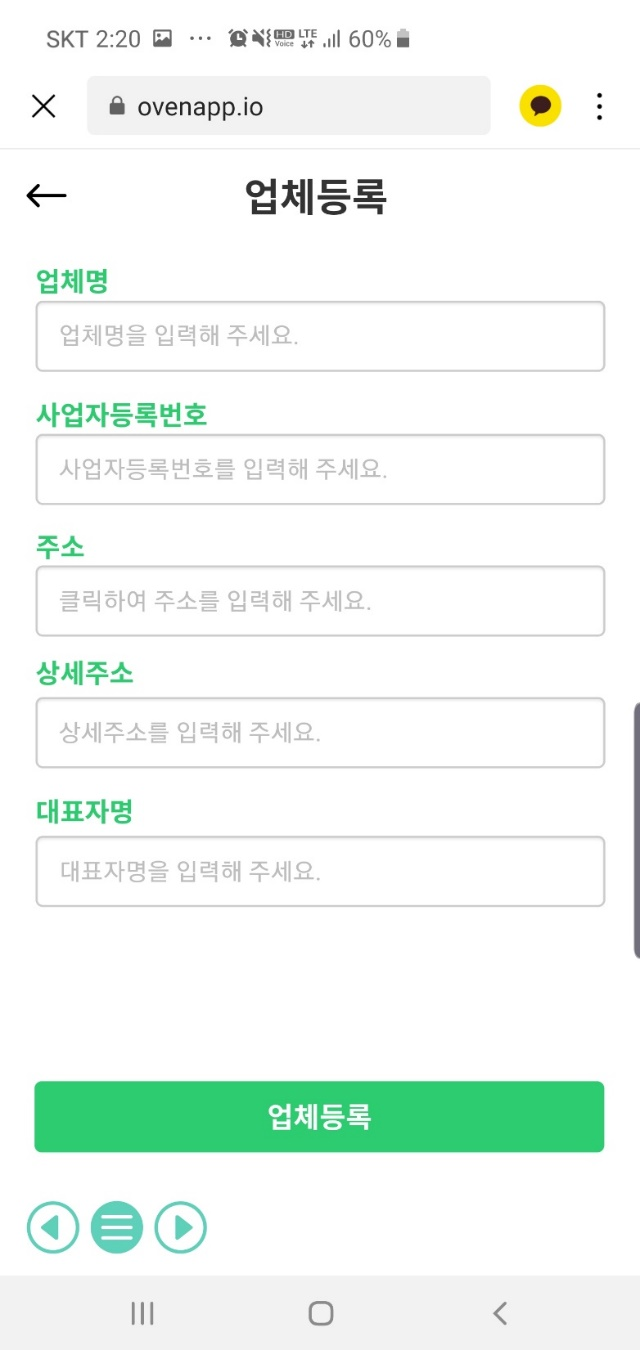 SKT 2:20 ... HD Voice LTE 60%
ovenapp.io
업체등록
업체명
업체명을 입력해 주세요.
사업자등록번호
사업자등록번호를 입력해 주세요.
주소
클릭하여 주소를 입력해 주세요.
상세주소
상세주소를 입력해 주세요.
대표자명
대표자명을 입력해 주세요.
업체등록